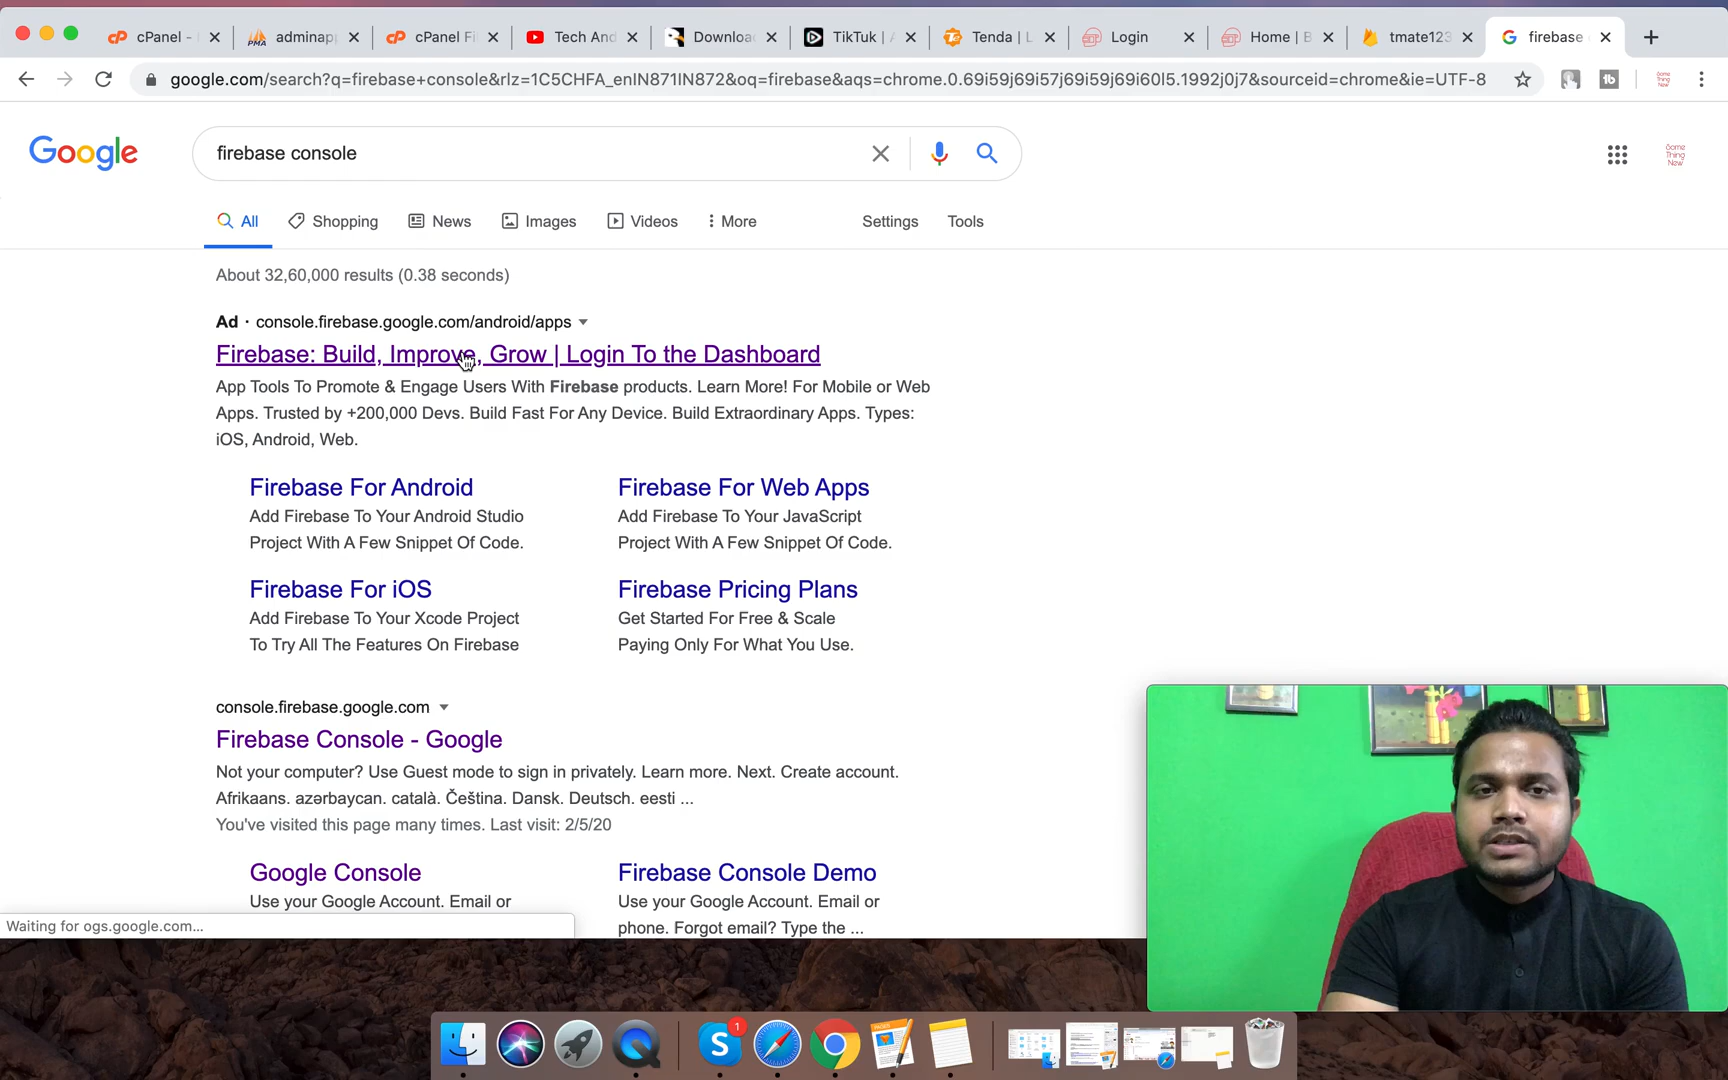 cPanel -
adminap
cPanel Fi
Tech And
Downloa
TikTuk |
Tenda | L
Login
Home | E
tmate123
firebase
google.com/search?q=firebase+console&rlz=1C5CHFA_enIN871IN872&oq=firebase&aqs=chrome.0.69i59j69i57j69i59j69i60l5.1992j0j7&sourceid=chrome&ie=UTF-8
Google
firebase console
Some
Thing
New
All
Shopping
News
Images
Videos
More
Settings
Tools
About 32,60,000 results (0.38 seconds)
Ad · console.firebase.google.com/android/apps
Firebase: Build, Improve, Grow | Login To the Dashboard
App Tools To Promote & Engage Users With Firebase products. Learn More! For Mobile or Web
Apps. Trusted by +200,000 Devs. Build Fast For Any Device. Build Extraordinary Apps. Types:
iOS, Android, Web.
Firebase For Android
Add Firebase To Your Android Studio
Project With A Few Snippet Of Code.
Firebase For Web Apps
Add Firebase To Your JavaScript
Project With A Few Snippet Of Code.
Firebase For iOS
Add Firebase To Your Xcode Project
To Try All The Features On Firebase
Firebase Pricing Plans
Get Started For Free & Scale
Paying Only For What You Use.
console.firebase.google.com
Firebase Console - Google
Not your computer? Use Guest mode to sign in privately. Learn more. Next. Create account.
Afrikaans. azərbaycan. català. Čeština. Dansk. Deutsch. eesti ...
You've visited this page many times. Last visit: 2/5/20
Google Console
Use your Google Account. Email or
Firebase Console Demo
Use your Google Account. Email or
phone. Forgot email? Type the ...
Waiting for ogs.google.com...
1